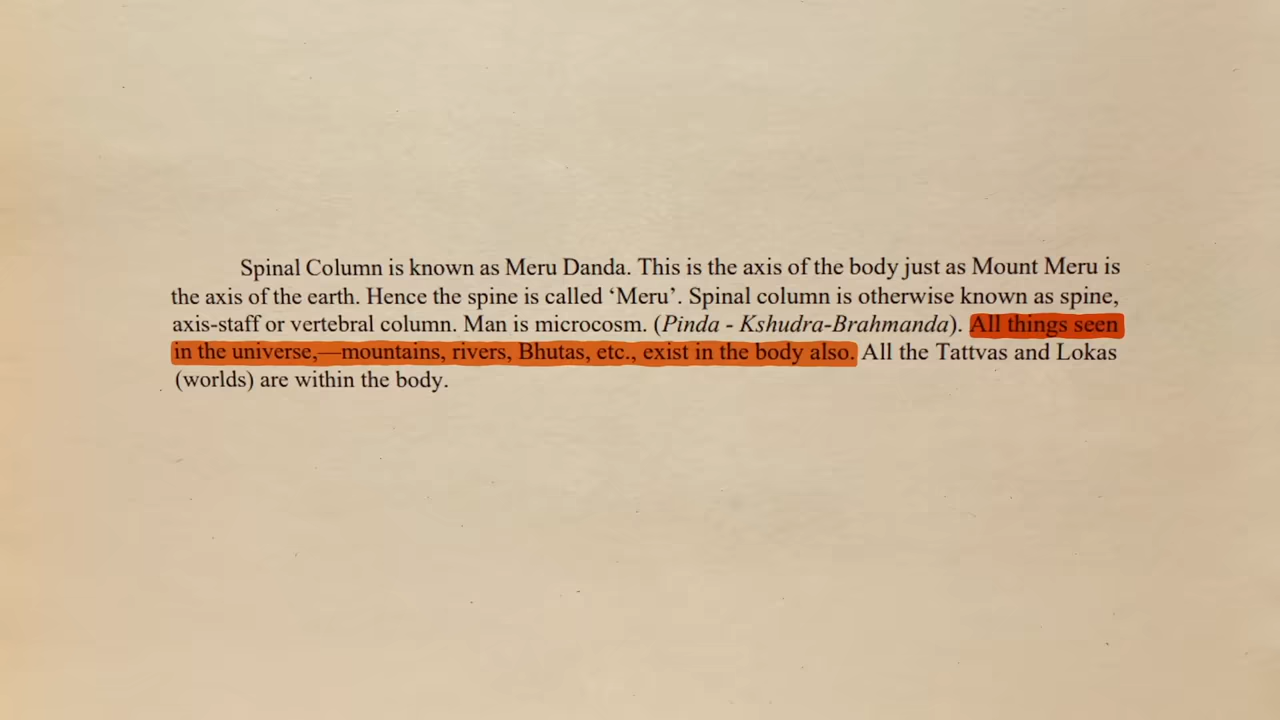 Spinal Column is known as Meru Danda. This is the axis of the body just as Mount Meru is
the axis of the earth. Hence the spine is called ‘Meru’. Spinal column is otherwise known as spine,
axis-staff or vertebral column. Man is microcosm. (Pinda - Kshudra-Brahmanda). All things seen
in the universe,—mountains, rivers, Bhutas, etc., exist in the body also. All the Tattvas and Lokas
(worlds) are within the body.